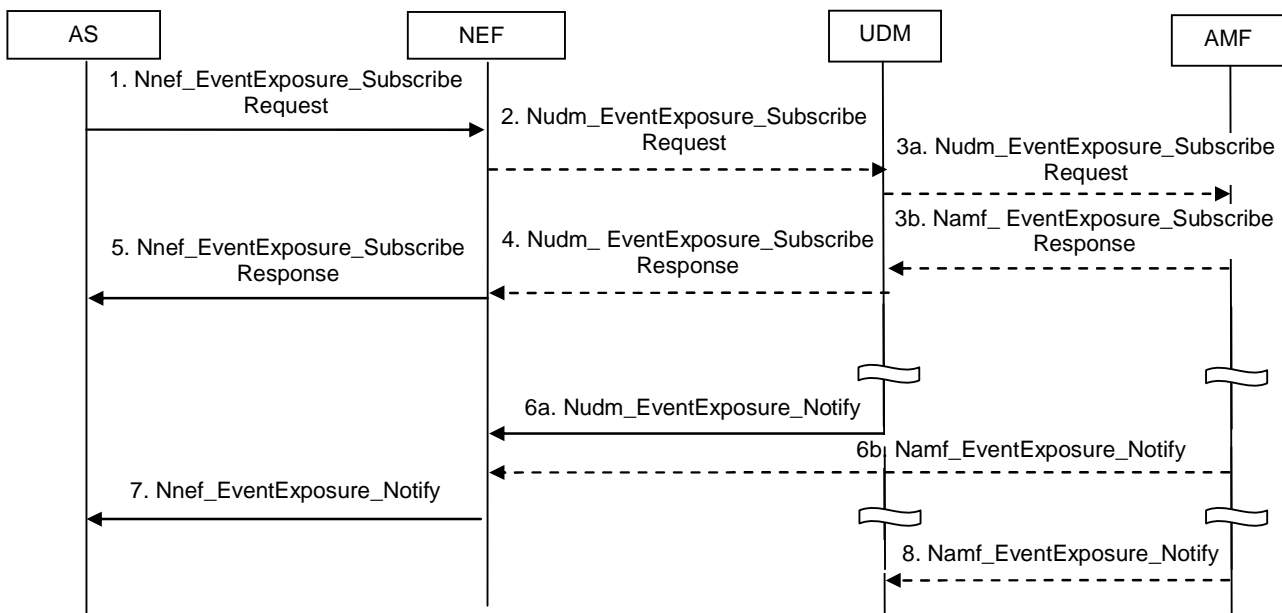 AS
NEF
UDM
AMF
1. Nnef_EventExposure_Subscribe
Request
2. Nudm_EventExposure_Subscribe
Request
3a. Nudm_EventExposure_Subscribe
Request
3b. Namf_ EventExposure_Subscribe
Response
4. Nudm_ EventExposure_Subscribe
Response
5. Nnef_EventExposure_Subscribe
Response
6a. Nudm_EventExposure_Notify
6b. Namf_EventExposure_Notify
7. Nnef_EventExposure_Notify
8. Namf_EventExposure_Notify